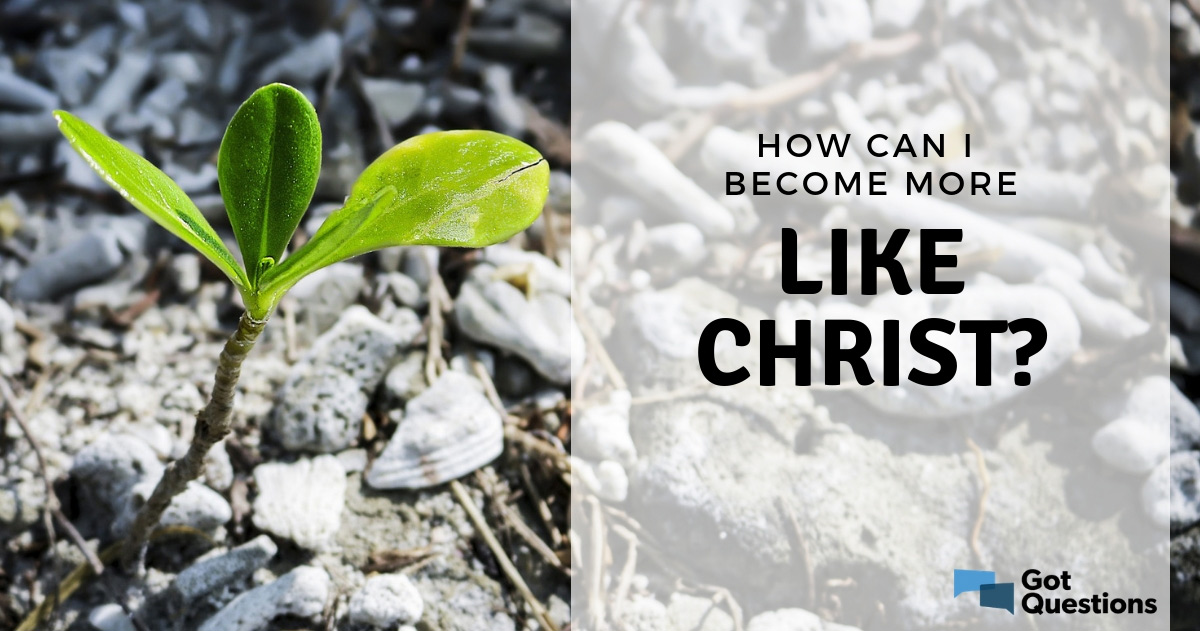 HOW CAN I
BECOME MORE
LIKE
CHRIST?
Got
Questions